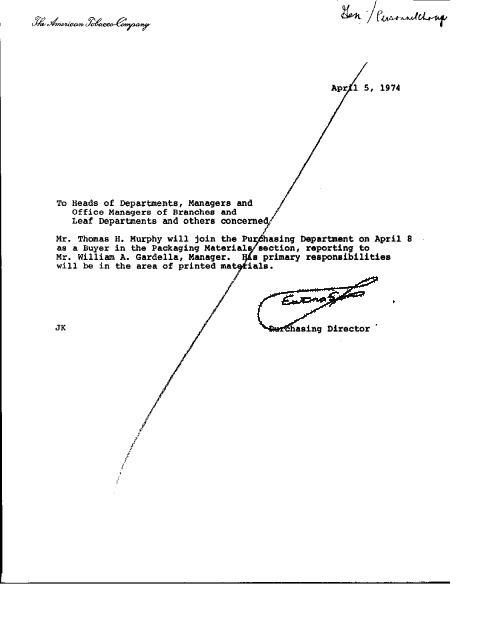 The American Tobacco Company
Gen / Personnel Chang
April 5, 1974
To Heads of Departments, Managers and
Office Managers of Branches and
Leaf Departments and others concerned
Mr. Thomas H. Murphy will join the Purchasing Department on April 8
as a Buyer in the Packaging Materials section, reporting to
Mr. William A. Gardella, Manager. His primary responsibilities
will be in the area of printed materials.
Purchasing Director
JK